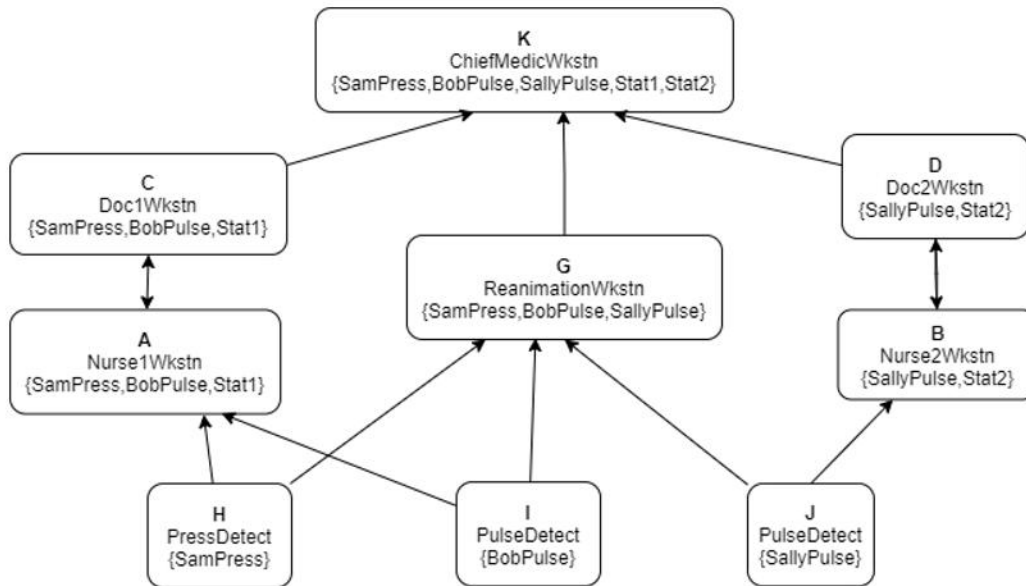 K
ChiefMedicWkstn
{SamPress,BobPulse,SallyPulse,Stat1,Stat2}
C
Doc1Wkstn
{SamPress,BobPulse,Stat1}
D
Doc2Wkstn
{SallyPulse,Stat2}
G
ReanimationWkstn
{SamPress,BobPulse,SallyPulse}
A
Nurse1Wkstn
{SamPress,BobPulse,Stat1}
B
Nurse2Wkstn
{SallyPulse,Stat2}
H
PressDetect
{SamPress}
I
PulseDetect
{BobPulse}
J
PulseDetect
{SallyPulse}